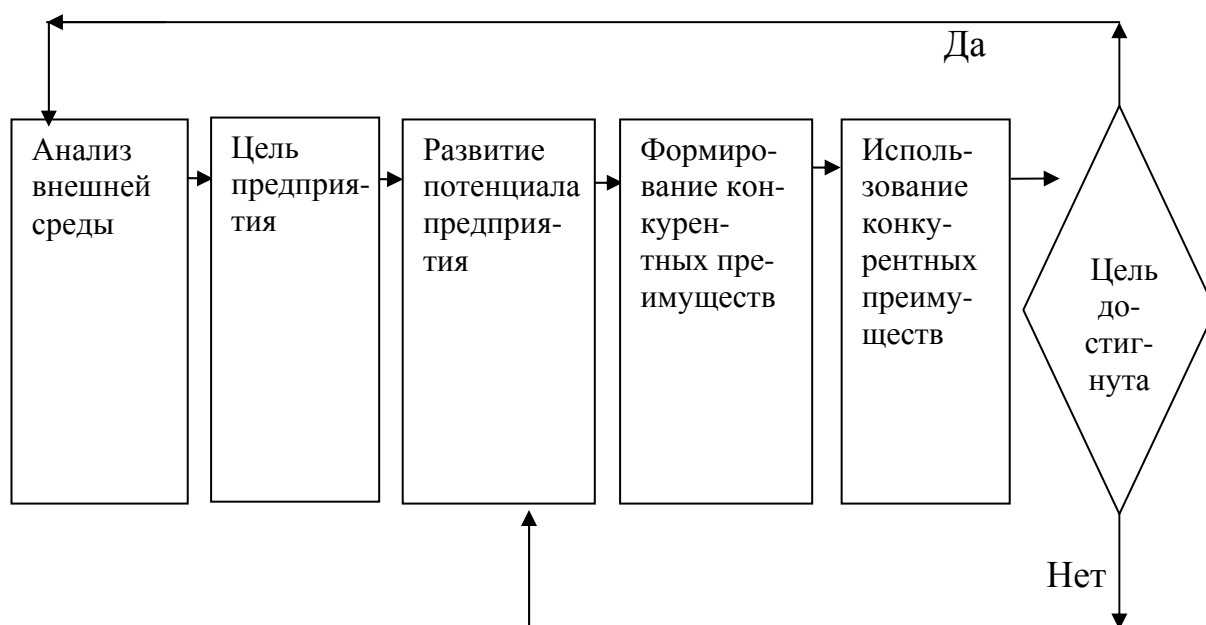 Да
Анализ
внешней
среды
Цель
предприя-
тия
Развитие
потенциала
предприя-
тия
Формиро-
вание кон-
курен-
тных пре-
имуществ
Исполь-
зование
конку-
рентных
преиму-
ществ
Цель
до-
стиг-
нута
Нет